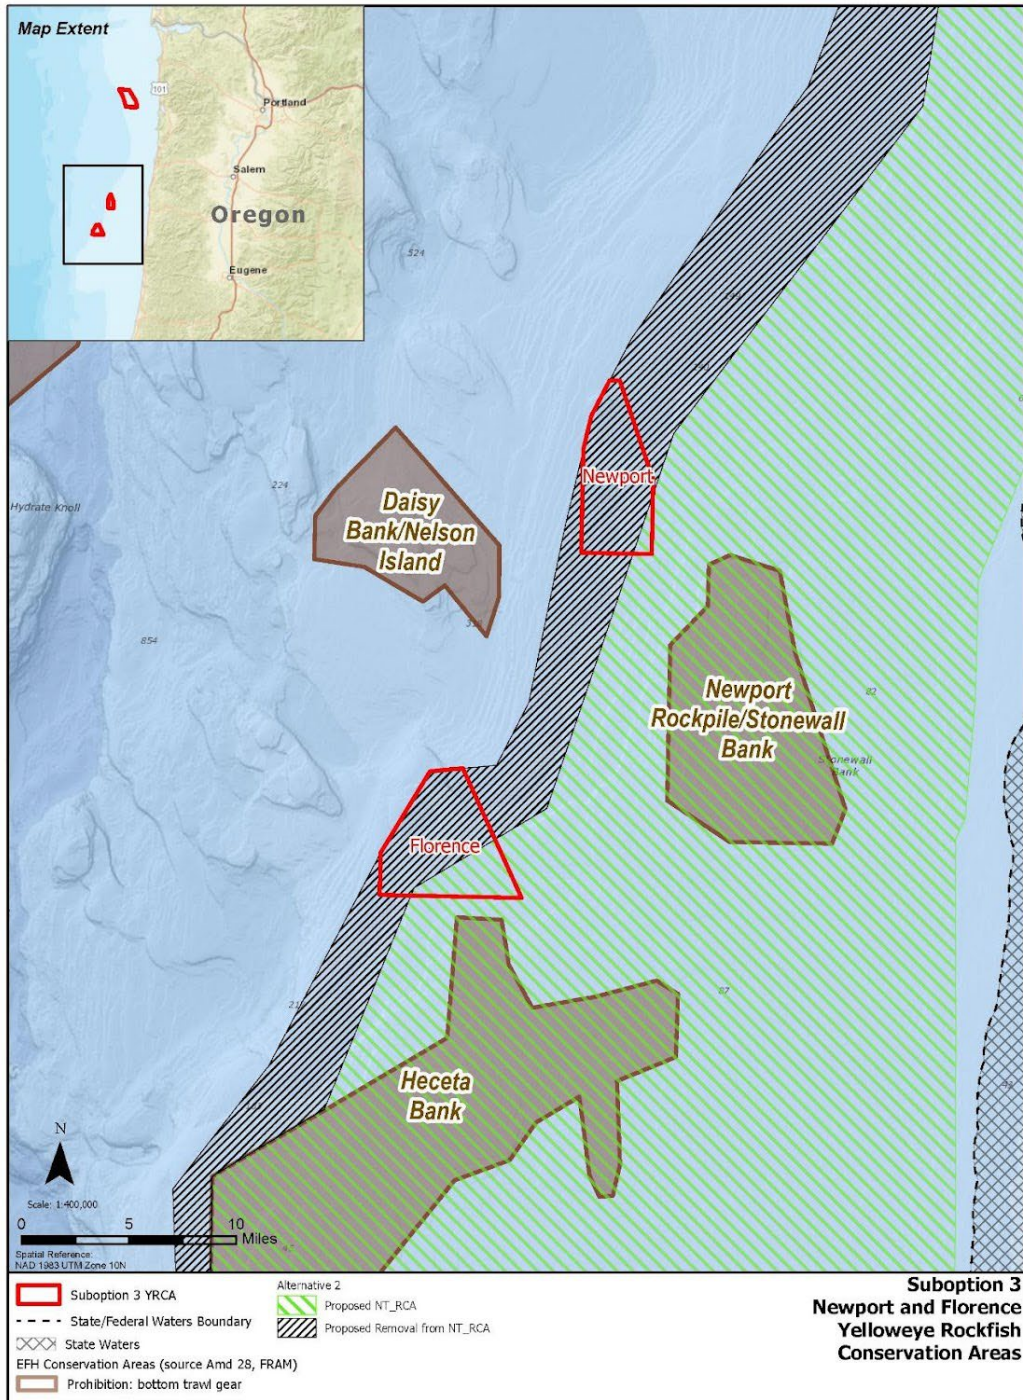 Map Extent
101
Portland
Salem
Oregon
Eugene
524
Newport
Daisy
Bank/Nelson
Island
224
Hydrate Knoll
854
Newport
Rockpile/Stonewall
Bank
82
Stonewall
Bank
Florence
87
Heceta
Bank
N
Scale: 1:400,000
0 5 10
Miles
Spatial Reference:
NAD 1983 UTM Zone 10N
Suboption 3 YRCA
State/Federal Waters Boundary
State Waters
EFH Conservation Areas (source Amd 28, FRAM)
Prohibition: bottom trawl gear
Alternative 2
Proposed NT_RCA
Proposed Removal from NT_RCA
Suboption 3
Newport and Florence
Yelloweye Rockfish
Conservation Areas